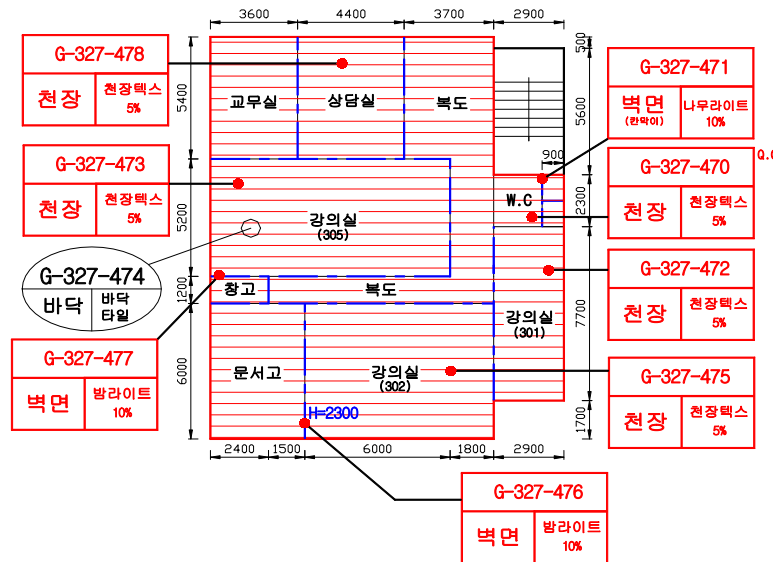 3600
4400
3700
2900
G-327-478
천장
천장텍스
5%
G-327-471
벽면
(칸막이)
나무라이트
10%
500
5400
5600
교무실
상담실
복도
900
G-327-473
천장
천장텍스
5%
G-327-470
천장
천장텍스
5%
W.C
2300
강의실
(305)
5200
G-327-474
바닥
바닥
타일
G-327-472
천장
천장텍스
5%
1200
창고
복도
강의실
(301)
7700
G-327-477
벽면
밤라이트
10%
6000
문서고
강의실
(302)
G-327-475
천장
천장텍스
5%
H=2300
1700
2400
1500
6000
1800
2900
G-327-476
벽면
밤라이트
10%